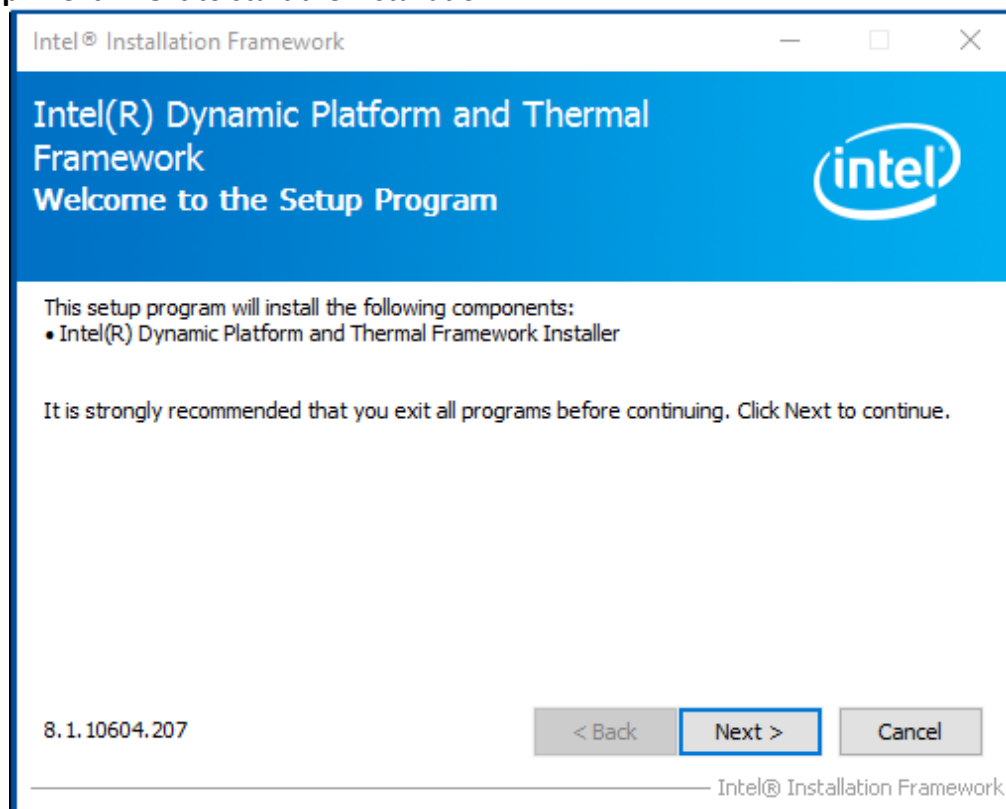 Intel® Installation Framework
Intel(R) Dynamic Platform and Thermal
Framework
Welcome to the Setup Program
intel
This setup program will install the following components:
• Intel(R) Dynamic Platform and Thermal Framework Installer
It is strongly recommended that you exit all programs before continuing. Click Next to continue.
8.1.10604.207
< Back Next > Cancel
Intel® Installation Framework